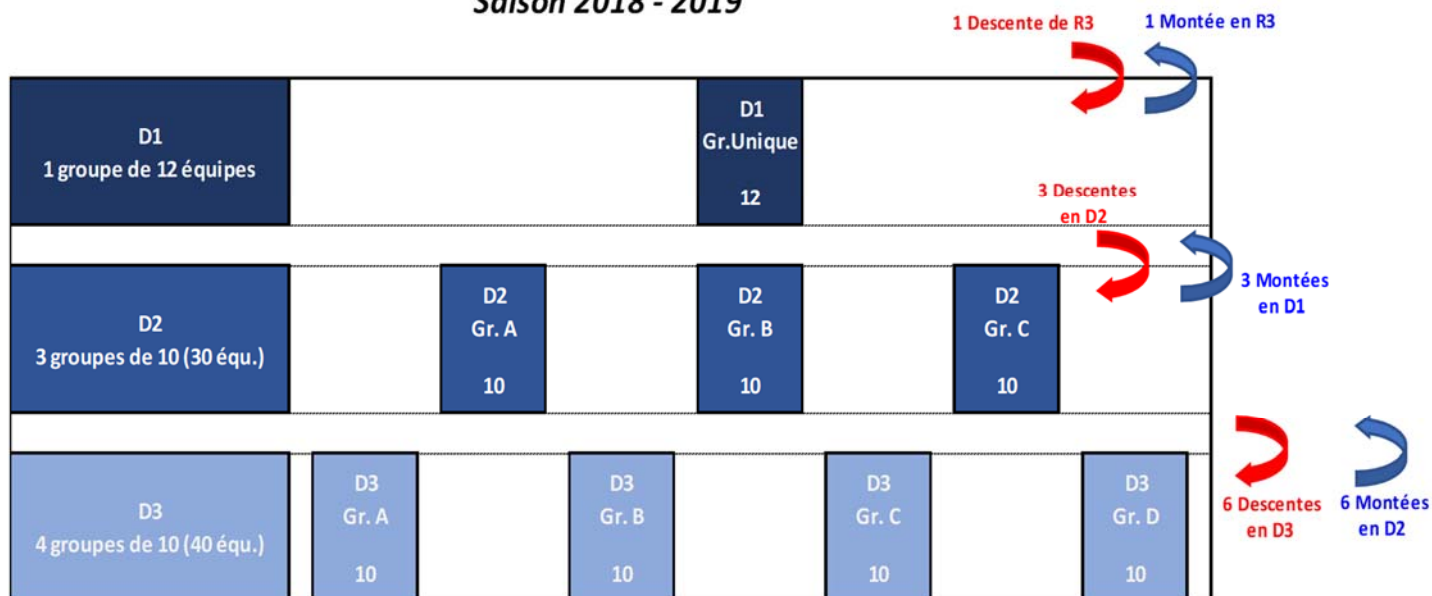 Saison 2018 - 2019
1 Descente de R3
1 Montée en R3
D1
1 groupe de 12 équipes
D1
Gr.Unique
12
3 Descentes
en D2
3 Montées
en D1
D2
3 groupes de 10 (30 équ.)
D2
Gr. A
10
D2
Gr. B
10
D2
Gr. C
10
6 Descentes
en D3
6 Montées
en D2
D3
4 groupes de 10 (40 équ.)
D3
Gr. A
10
D3
Gr. B
10
D3
Gr. C
10
D3
Gr. D
10